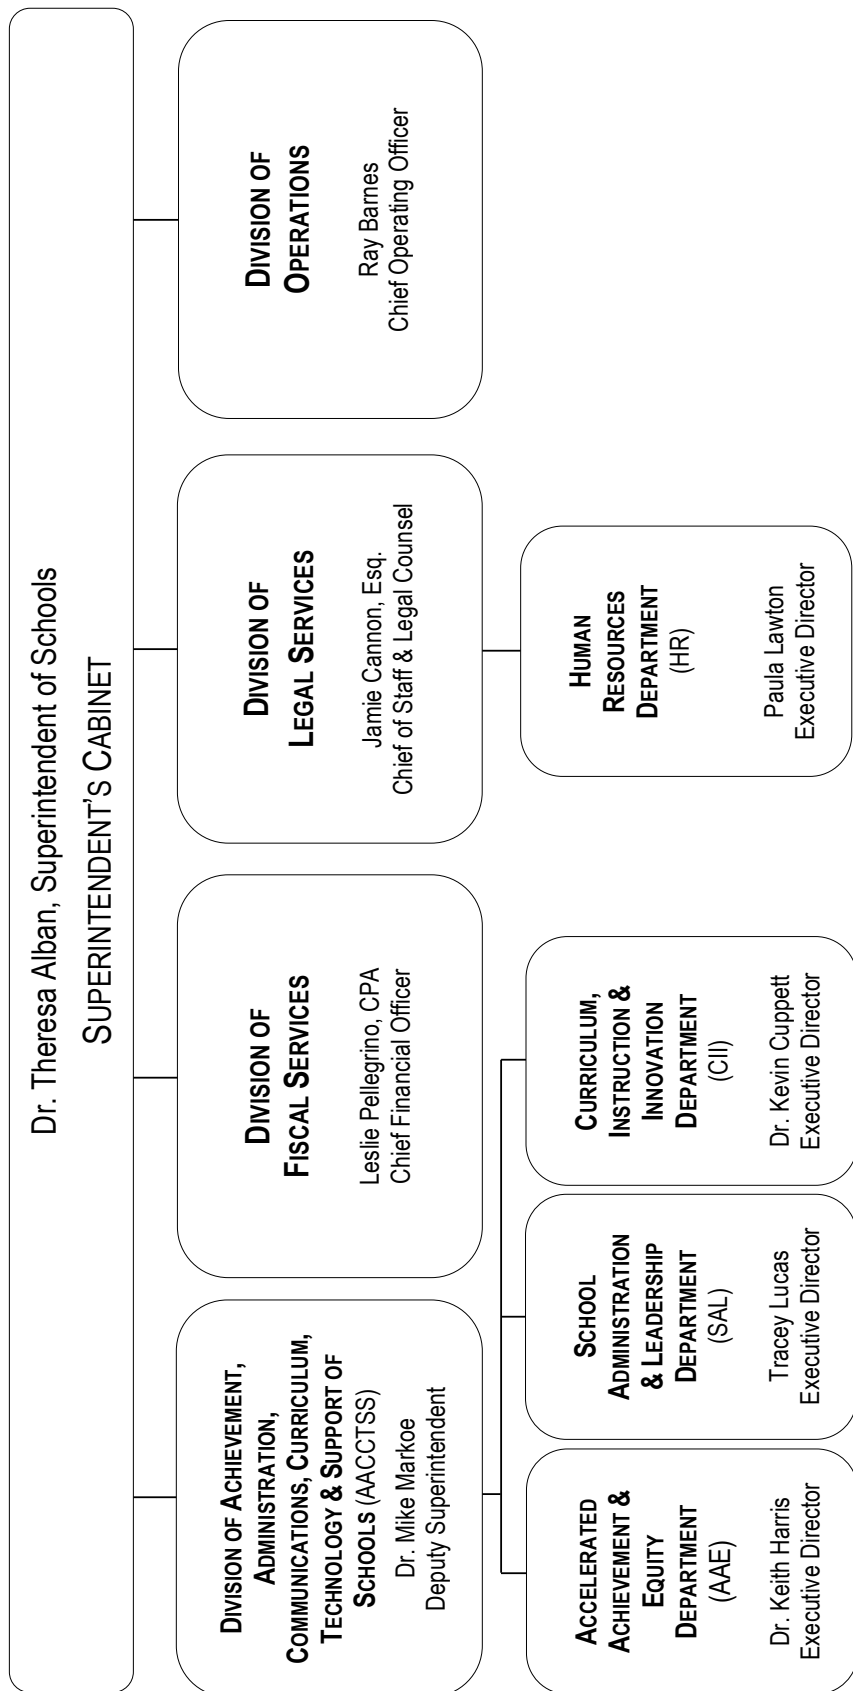 Dr. Theresa Alban, Superintendent of Schools
SUPERINTENDENT'S CABINET
DIVISION OF ACHIEVEMENT,
ADMINISTRATION,
COMMUNICATIONS, CURRICULUM,
TECHNOLOGY & SUPPORT OF
SCHOOLS (AACCTSS)
Dr. Mike Markoe
Deputy Superintendent
DIVISION OF
FISCAL SERVICES
Leslie Pellegrino, CPA
Chief Financial Officer
DIVISION OF
LEGAL SERVICES
Jamie Cannon, Esq.
Chief of Staff & Legal Counsel
DIVISION OF
OPERATIONS
Ray Barnes
Chief Operating Officer
ACCELERATED
ACHIEVEMENT &
EQUITY
DEPARTMENT
(AAE)
Dr. Keith Harris
Executive Director
SCHOOL
ADMINISTRATION
& LEADERSHIP
DEPARTMENT
(SAL)
Tracey Lucas
Executive Director
CURRICULUM,
INSTRUCTION &
INNOVATION
DEPARTMENT
(CII)
Dr. Kevin Cuppett
Executive Director
HUMAN
RESOURCES
DEPARTMENT
(HR)
Paula Lawton
Executive Director